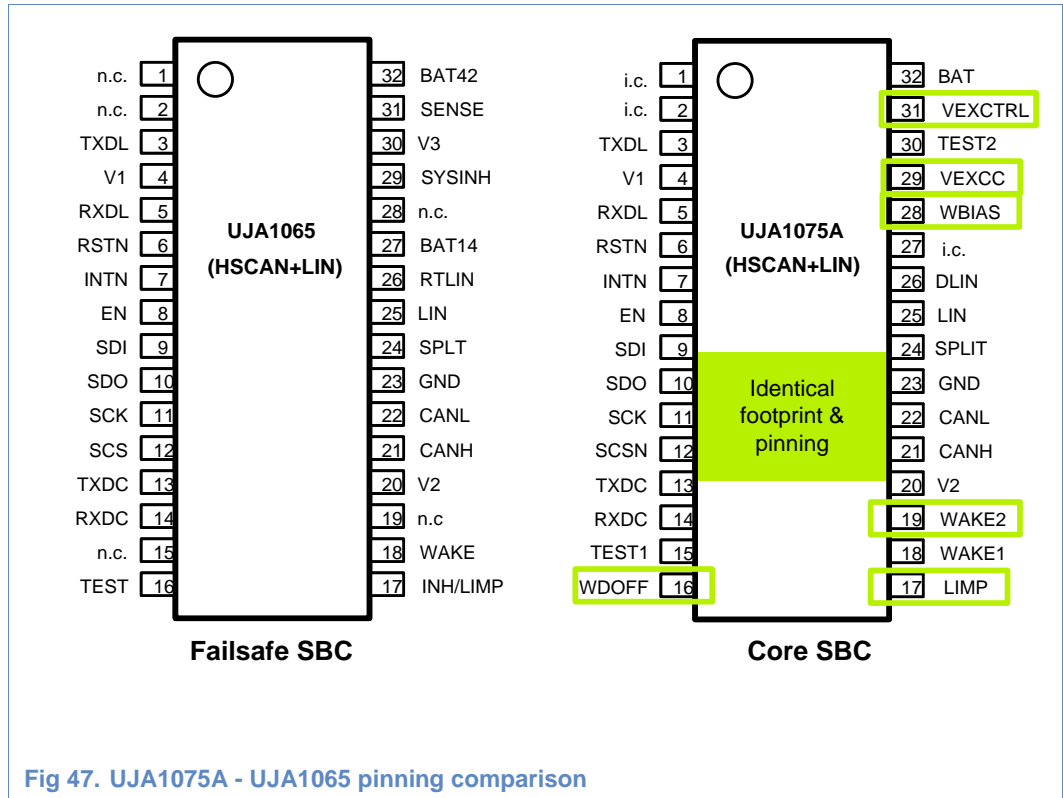 n.c. 1 32 BAT42
n.c. 2 31 SENSE
TXDL 3 30 V3
V1 4 29 SYSINH
RXDL 5 28 n.c.
RSTN 6 27 BAT14
INTN 7 26 RTLIN
EN 8 25 LIN
SDI 9 24 SPLT
SDO 10 23 GND
SCK 11 22 CANL
SCS 12 21 CANH
TXDC 13 20 V2
RXDC 14 19 n.c
n.c. 15 18 WAKE
TEST 16 17 INH/LIMP
UJA1065
(HSCAN+LIN)
Failsafe SBC
i.c. 1 32 BAT
i.c. 2 31 VEXCTRL
TXDL 3 30 TEST2
V1 4 29 VEXCC
RXDL 5 28 WBIAS
RSTN 6 27 i.c.
INTN 7 26 DLIN
EN 8 25 LIN
SDI 9 24 SPLIT
SDO 10 23 GND
SCK 11 22 CANL
SCSN 12 21 CANH
TXDC 13 20 V2
RXDC 14 19 WAKE2
TEST1 15 18 WAKE1
WDOFF 16 17 LIMP
UJA1075A
(HSCAN+LIN)
Identical
footprint &
pinning
Core SBC
Fig 47. UJA1075A - UJA1065 pinning comparison